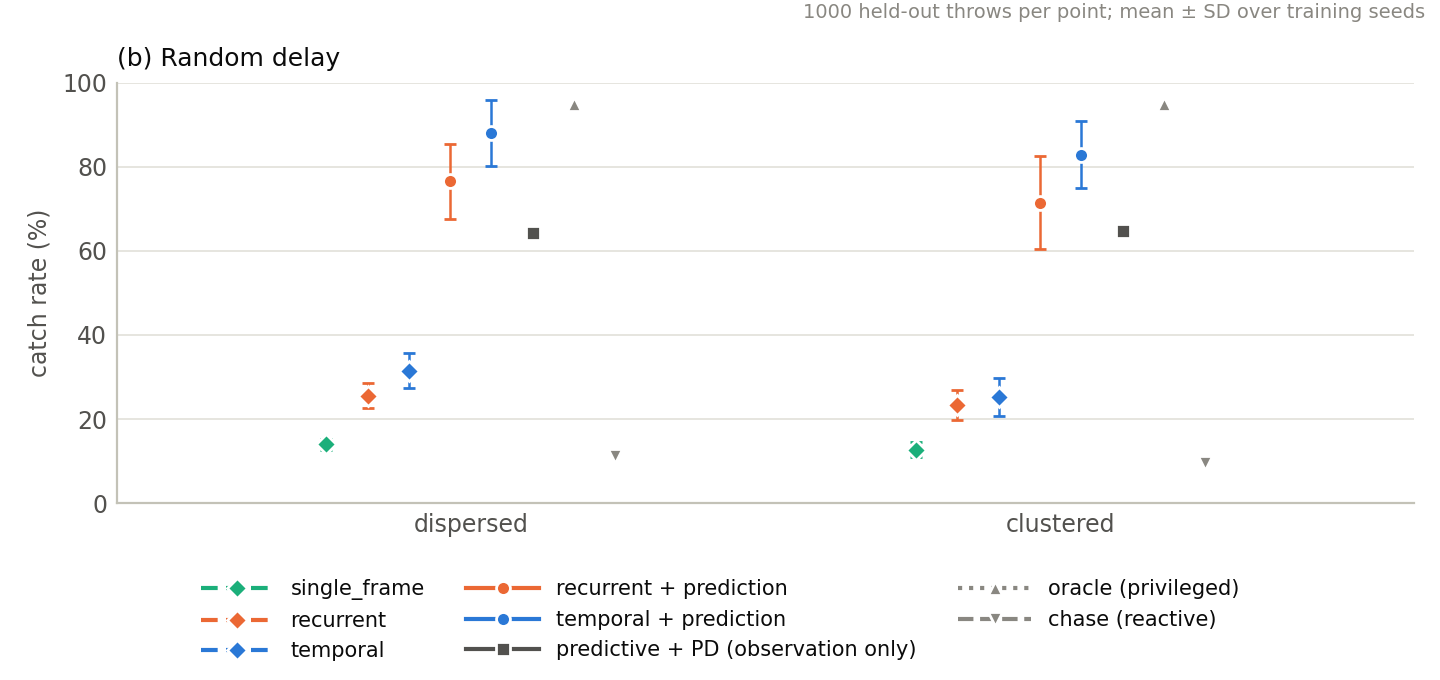 1000 held-out throws per point; mean ± SD over training seeds
(b) Random delay
100
80
60
40
20
0
catch rate (%)
dispersed
clustered
single_frame
recurrent
temporal
recurrent + prediction
temporal + prediction
predictive + PD (observation only)
oracle (privileged)
chase (reactive)